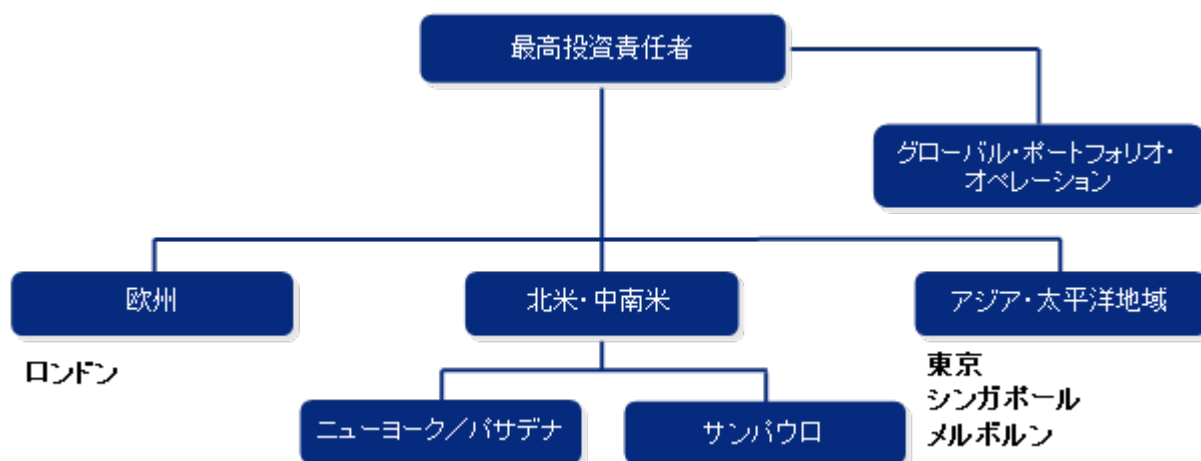 最高投資責任者
グローバル・ポートフォリオ・
オペレーション
欧州
北米・中南米
アジア・太平洋地域
ロンドン
東京
シンガポール
メルボルン
ニューヨーク／パサデナ
サンパウロ